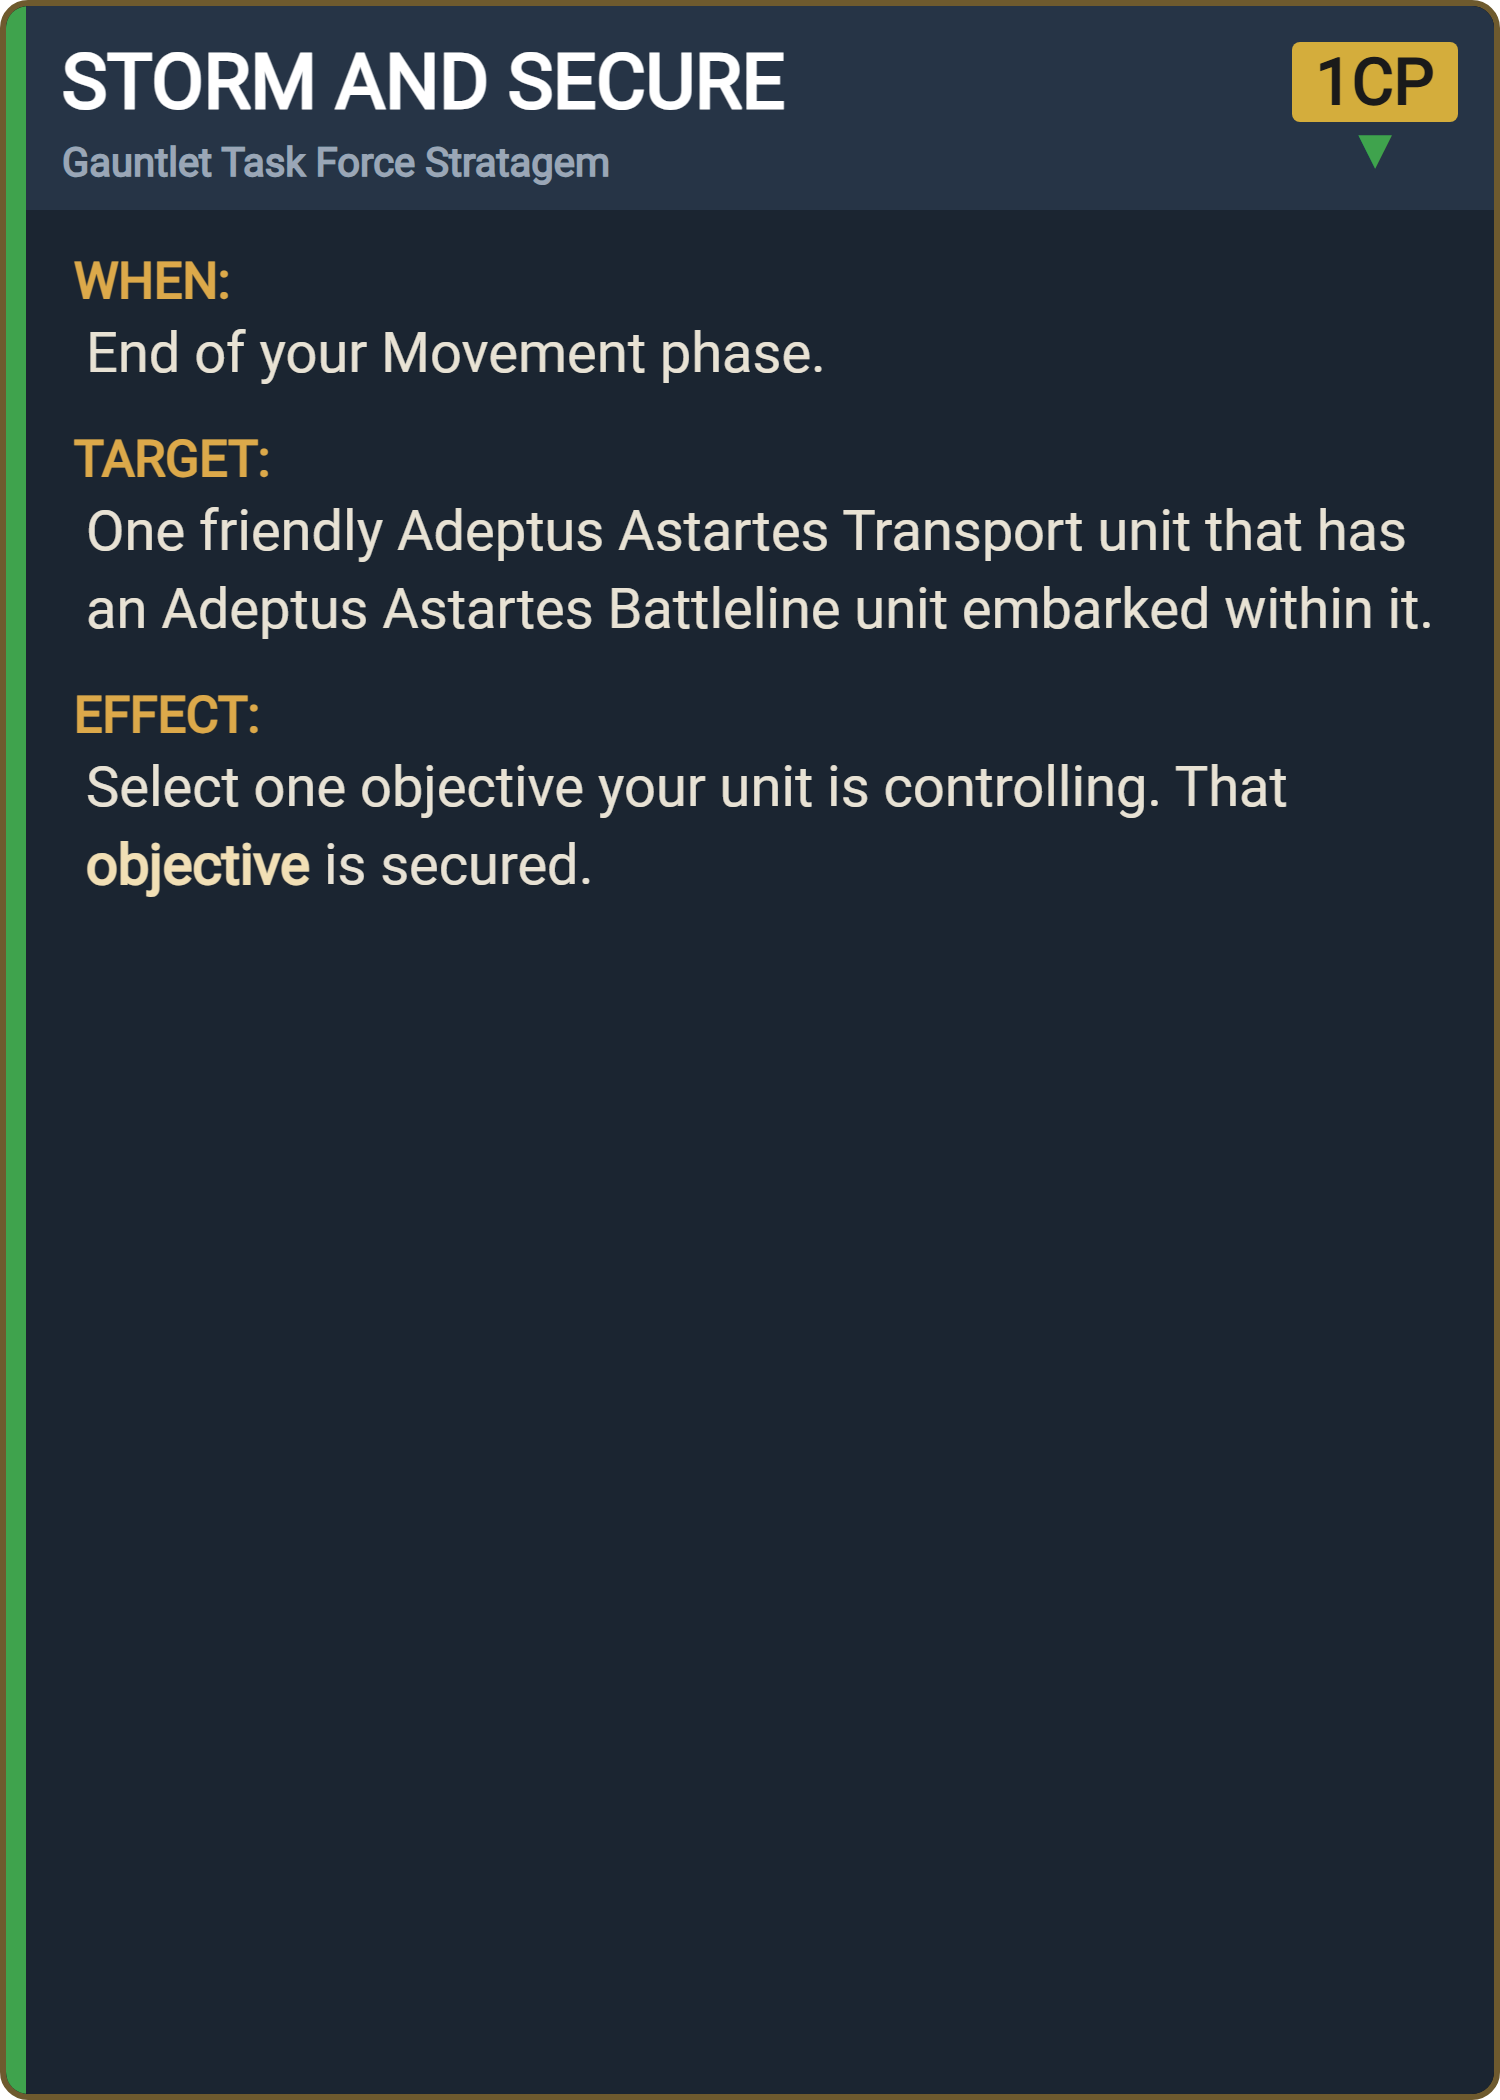 STORM AND SECURE
Gauntlet Task Force Stratagem
1CP
WHEN:
End of your Movement phase.
TARGET:
One friendly Adeptus Astartes Transport unit that has
an Adeptus Astartes Battleline unit embarked within it.
EFFECT:
Select one objective your unit is controlling. That
objective is secured.